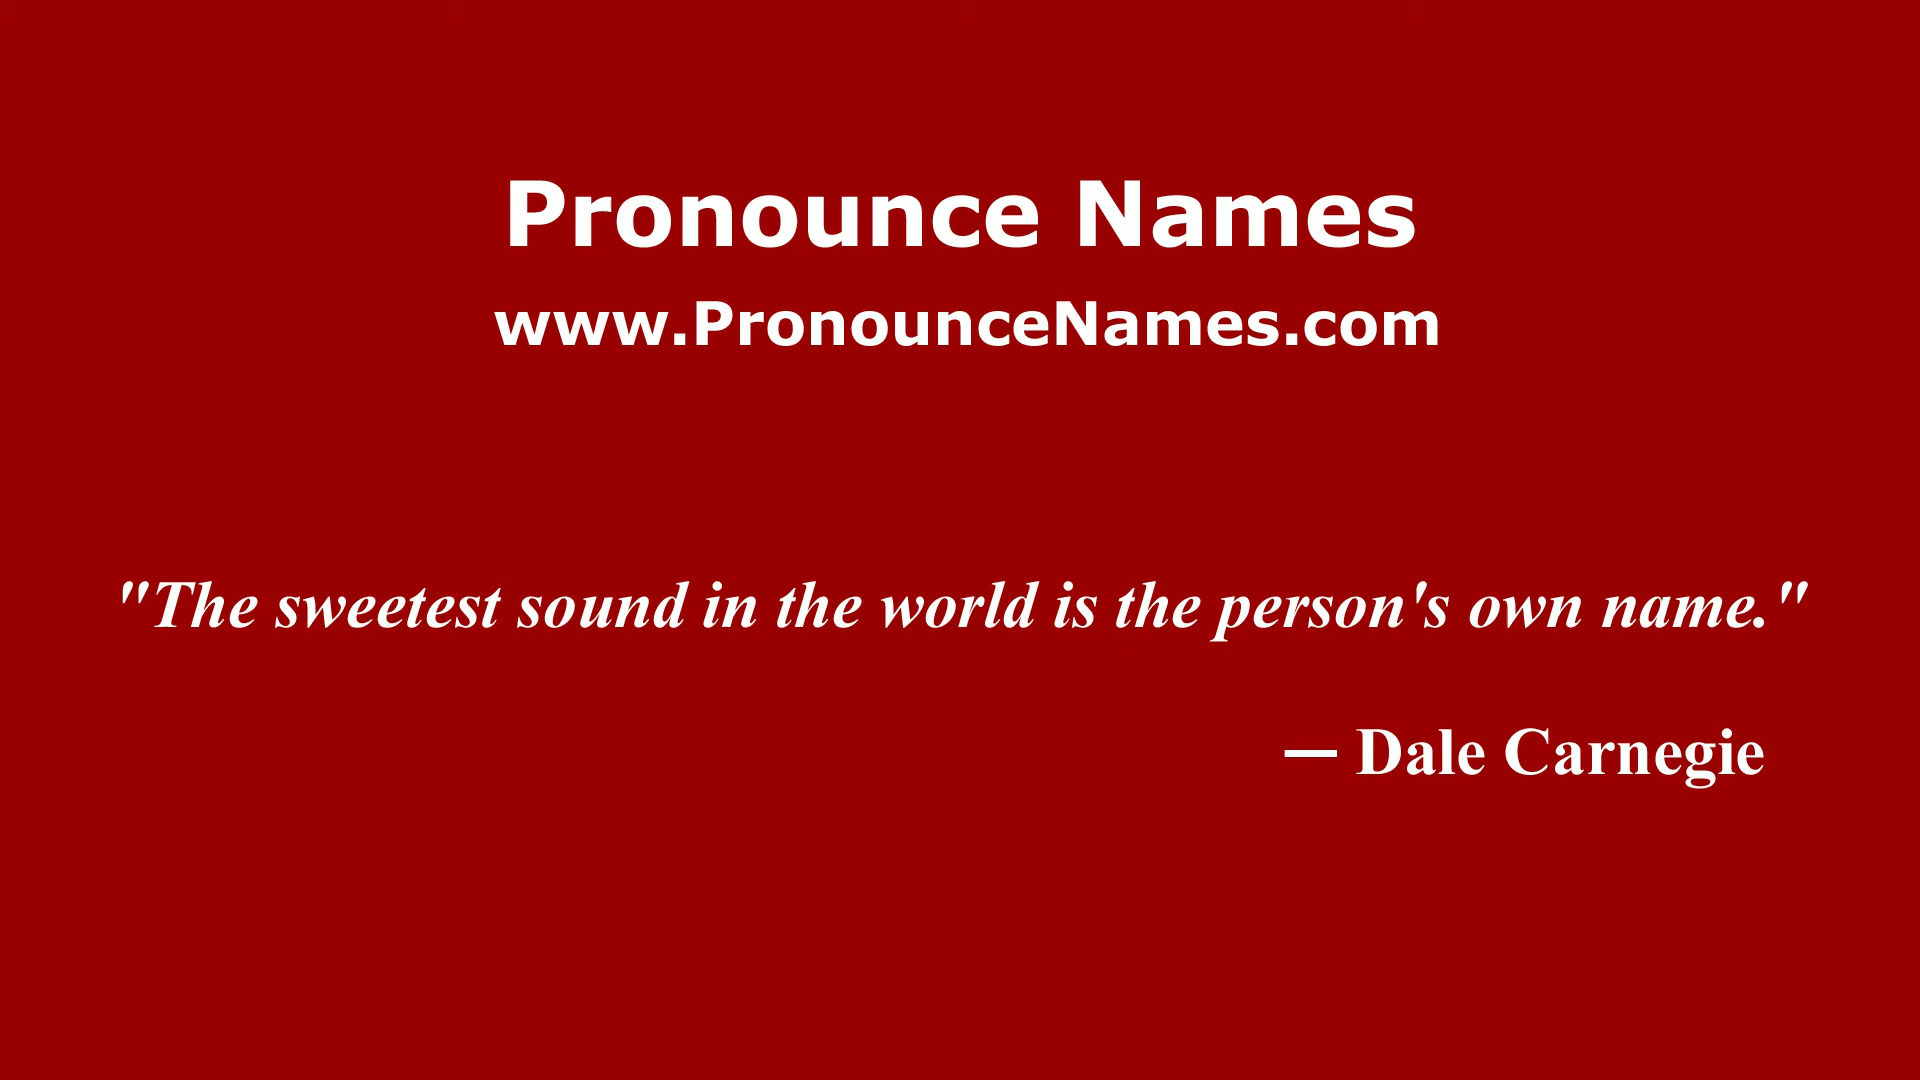 Pronounce Names
www.PronounceNames.com
"The sweetest sound in the world is the person's own name."
— Dale Carnegie